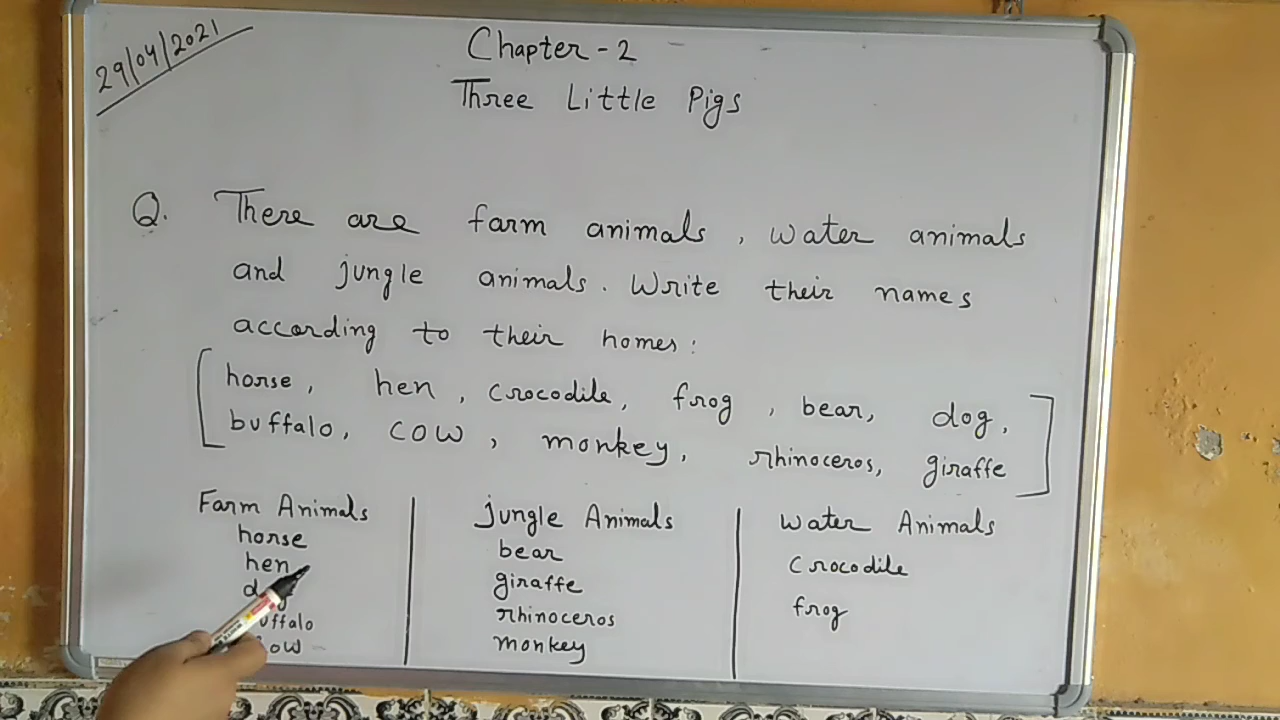 29/04/2021
Chapter - 2
Three Little Pigs
Q. There are farm animals, water animals
and jungle animals. Write their names
according to their homes:
horse, hen, crocodile, frog, bear, dog,
buffalo, cow, monkey, rhinoceros, giraffe
Farm Animals
horse
hen
Jungle Animals
bear
giraffe
rhinoceros
monkey
Water Animals
crocodile
frog